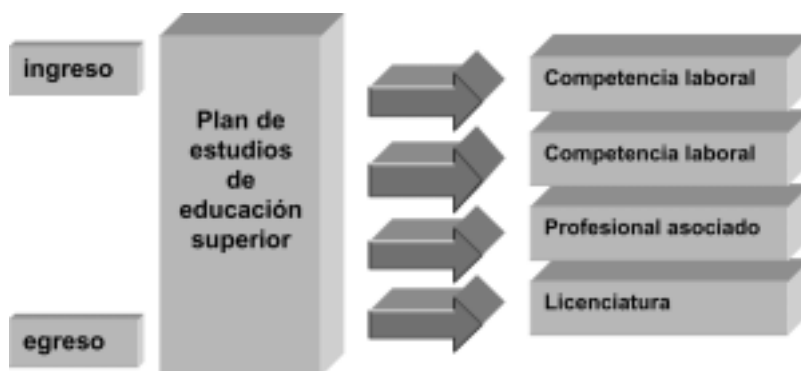 ingreso
Plan de
estudios
de
educación
superior
egreso
Competencia laboral
Competencia laboral
Profesional asociado
Licenciatura